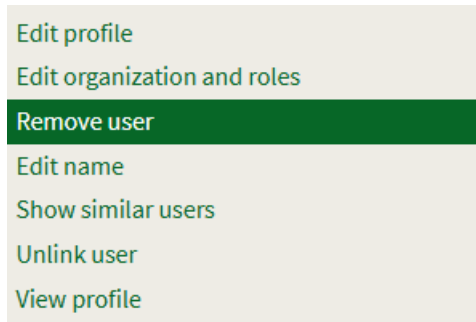 Edit profile
Edit organization and roles
Remove user
Edit name
Show similar users
Unlink user
View profile